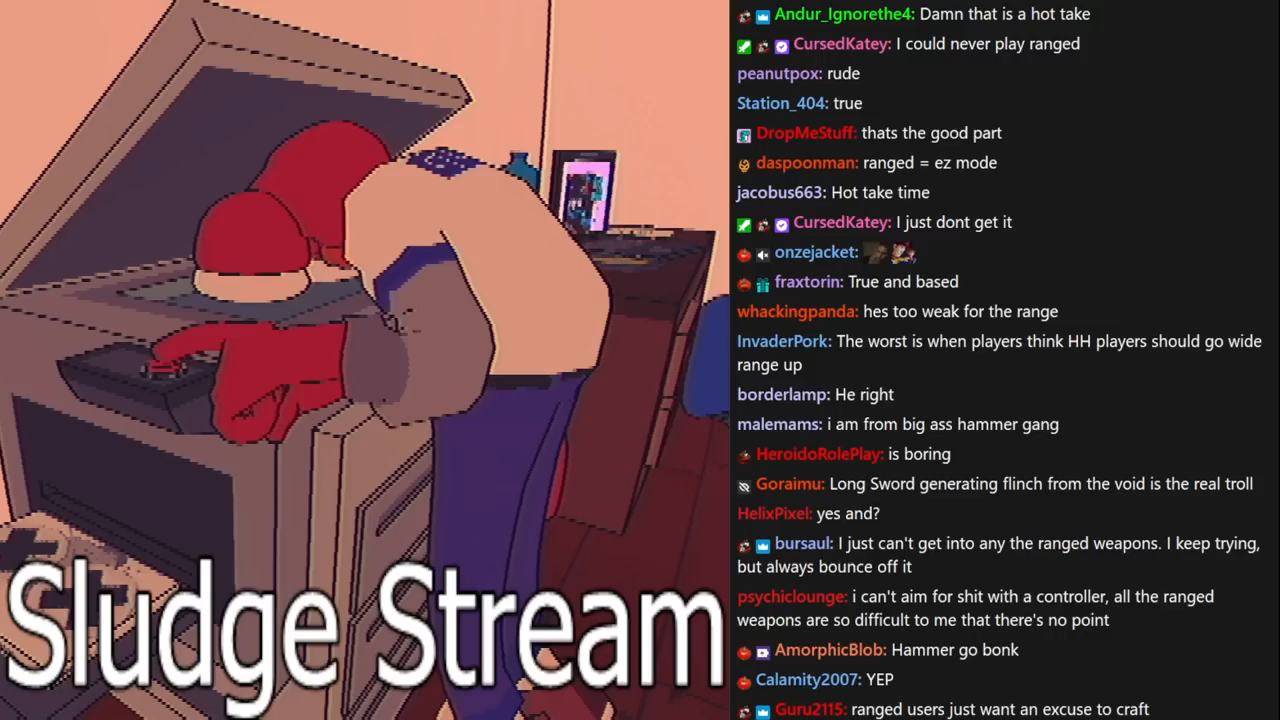 Andur_Ignorethe4: Damn that is a hot take
CursedKatey: I could never play ranged
peanutpox: rude
Station_404: true
DropMeStuff: thats the good part
daspoonman: ranged = ez mode
jacobus663: Hot take time
CursedKatey: I just dont get it
onzejacket:
fraxtorin: True and based
whackingpanda: hes too weak for the range
InvaderPork: The worst is when players think HH players should go wide
range up
borderlamp: He right
malemams: i am from big ass hammer gang
HeroidoRolePlay: is boring
Goraimu: Long Sword generating flinch from the void is the real troll
HelixPixel: yes and?
bursaul: I just can't get into any the ranged weapons. I keep trying,
but always bounce off it
psychiclounge: i can't aim for shit with a controller, all the ranged
weapons are so difficult to me that there's no point
AmorphicBlob: Hammer go bonk
Calamity2007: YEP
Guru2115: ranged users just want an excuse to craft
Sludge Stream